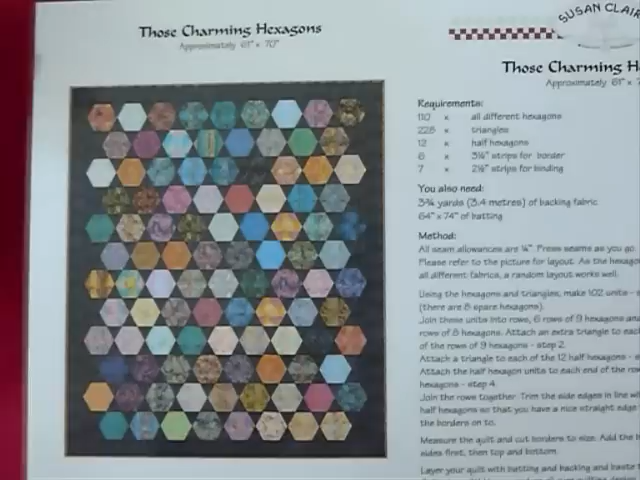 Those Charming Hexagons
Approximately 61" x 70"
SUSAN CLAIR
Those Charming H
Approximately 61" x 7
Requirements:
110 x all different hexagons
228 x triangles
12 x half hexagons
6 x 3½" strips for border
7 x 2½" strips for binding
You also need:
3¾ yards (3.4 metres) of backing fabric
64" x 74" of batting
Method:
All seam allowances are ¼". Press seams as you go.
Please refer to the picture for layout. As the hexago
all different fabrics, a random layout works well.
Using the hexagons and triangles, make 102 units - s
(there are 8 spare hexagons).
Join these units into rows, 6 rows of 9 hexagons and
rows of 8 hexagons. Attach an extra triangle to eac
of the rows of 9 hexagons - step 2.
Attach a triangle to each of the 12 half hexagons - s
Attach the half hexagon units to each end of the row
hexagons - step 4.
Join the rows together. Trim the side edges in line wi
half hexagons so that you have a nice straight edge
the borders on to.
Measure the quilt and cut borders to size. Add the b
sides first, then top and bottom.
Layer your quilt with batting and backing and baste t